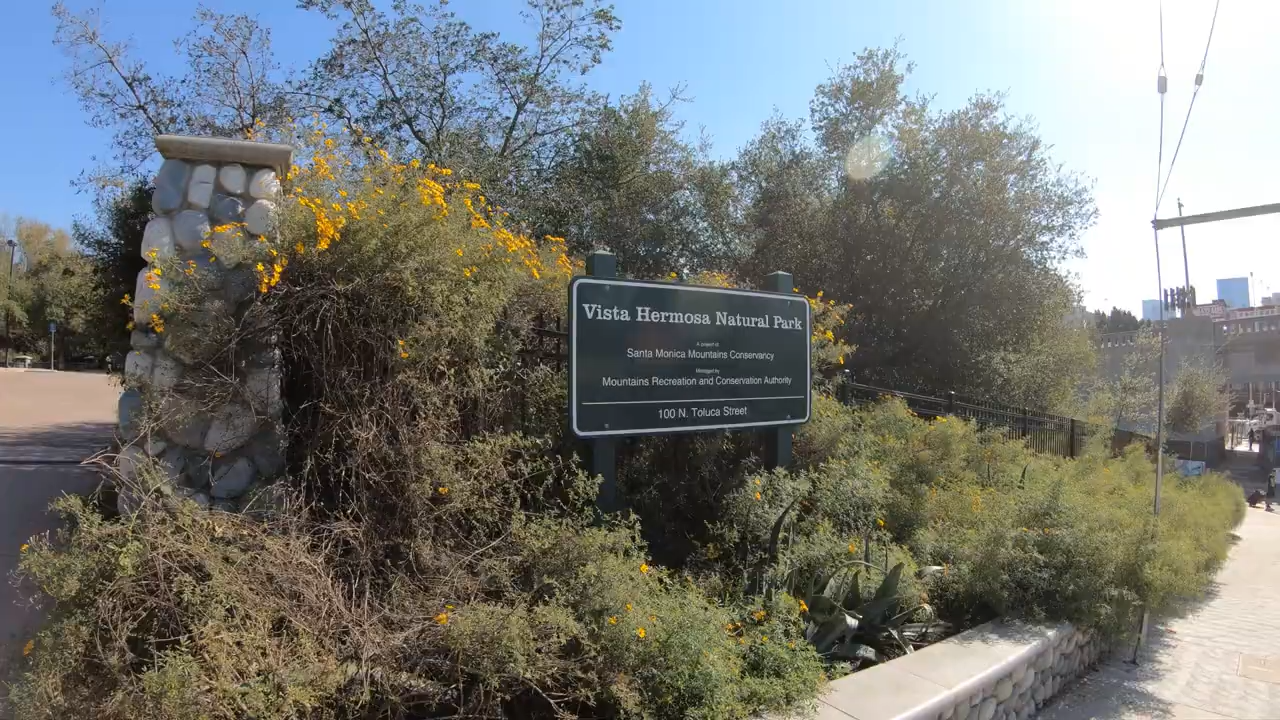 Vista Hermosa Natural Park
A project of:
Santa Monica Mountains Conservancy
Managed by
Mountains Recreation and Conservation Authority
100 N. Toluca Street